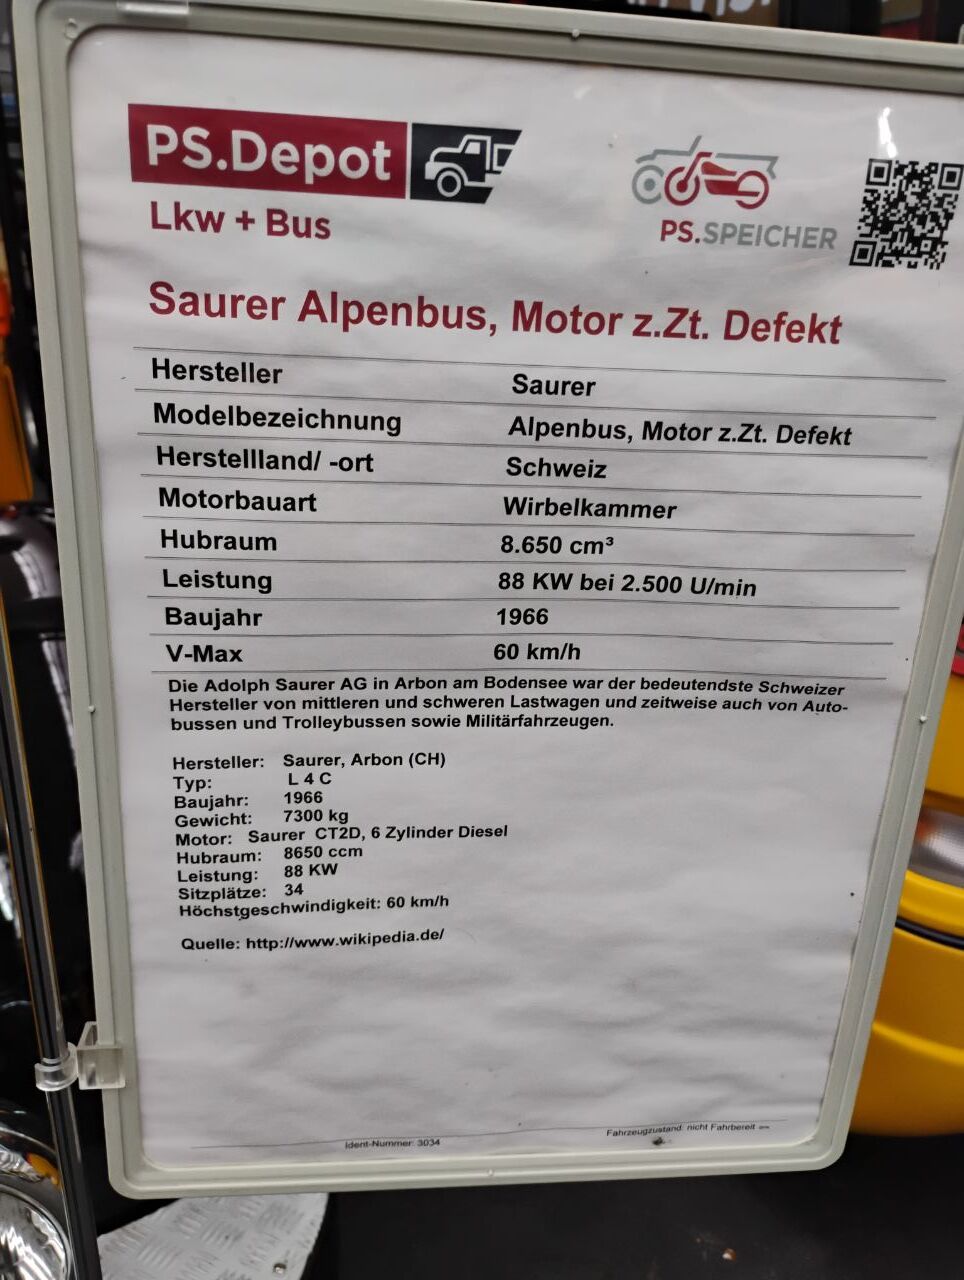 PS.Depot
Lkw + Bus
PS.SPEICHER
Saurer Alpenbus, Motor z.Zt. Defekt
Hersteller Saurer
Modelbezeichnung Alpenbus, Motor z.Zt. Defekt
Herstellland/ -ort Schweiz
Motorbauart Wirbelkammer
Hubraum 8.650 cm³
Leistung 88 KW bei 2.500 U/min
Baujahr 1966
V-Max 60 km/h
Die Adolph Saurer AG in Arbon am Bodensee war der bedeutendste Schweizer
Hersteller von mittleren und schweren Lastwagen und zeitweise auch von Auto-
bussen und Trolleybussen sowie Militärfahrzeugen.
Hersteller: Saurer, Arbon (CH)
Typ: L 4 C
Baujahr: 1966
Gewicht: 7300 kg
Motor: Saurer CT2D, 6 Zylinder Diesel
Hubraum: 8650 ccm
Leistung: 88 KW
Sitzplätze: 34
Höchstgeschwindigkeit: 60 km/h
Quelle: http://www.wikipedia.de/
Ident-Nummer: 3034
Fahrzeugzustand: nicht Fahrbereit